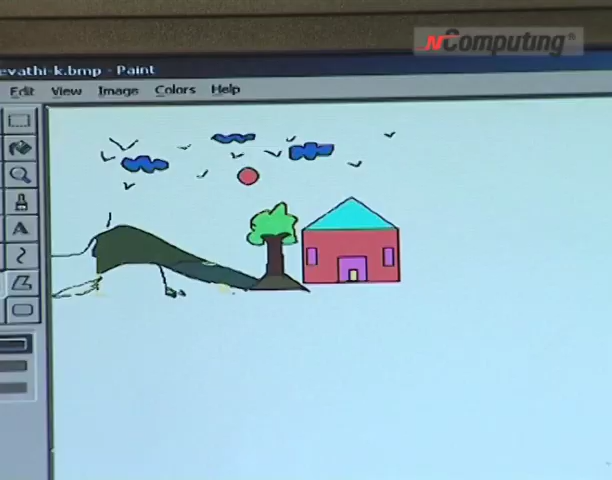 NComputing®
evathi-k.bmp - Paint
Edit View Image Colors Help
A